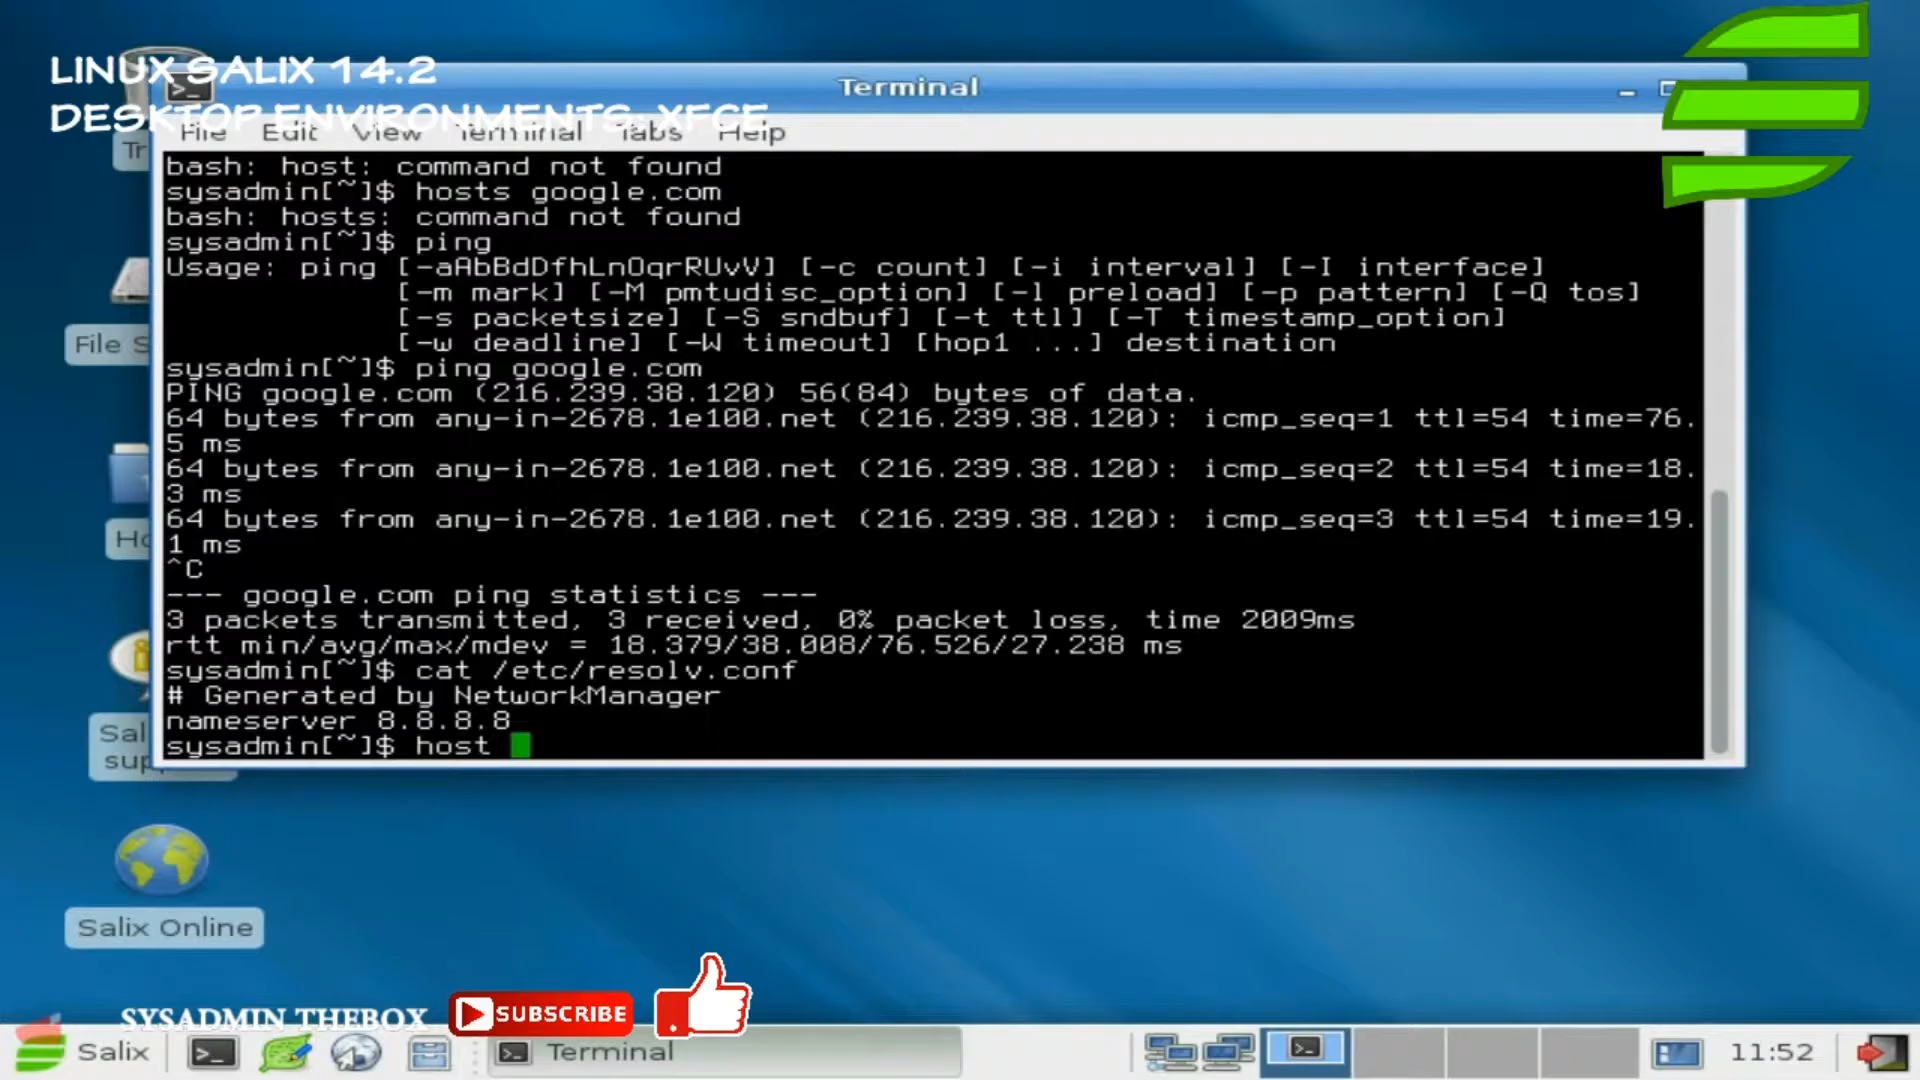 LINUX SALIX 14.2
DESKTOP ENVIRONMENTS: XFCE
Terminal
File Edit View Terminal Tabs Help
bash: host: command not found
sysadmin[~]$ hosts google.com
bash: hosts: command not found
sysadmin[~]$ ping
Usage: ping [-aAbBdDfhLnOqrRUvV] [-c count] [-i interval] [-I interface]
[-m mark] [-M pmtudisc_option] [-l preload] [-p pattern] [-Q tos]
[-s packetsize] [-S sndbuf] [-t ttl] [-T timestamp_option]
[-w deadline] [-W timeout] [hop1 ...] destination
sysadmin[~]$ ping google.com
PING google.com (216.239.38.120) 56(84) bytes of data.
64 bytes from any-in-2678.1e100.net (216.239.38.120): icmp_seq=1 ttl=54 time=76.
5 ms
64 bytes from any-in-2678.1e100.net (216.239.38.120): icmp_seq=2 ttl=54 time=18.
3 ms
64 bytes from any-in-2678.1e100.net (216.239.38.120): icmp_seq=3 ttl=54 time=19.
1 ms
^C
--- google.com ping statistics ---
3 packets transmitted, 3 received, 0% packet loss, time 2009ms
rtt min/avg/max/mdev = 18.379/38.008/76.526/27.238 ms
sysadmin[~]$ cat /etc/resolv.conf
# Generated by NetworkManager
nameserver 8.8.8.8
sysadmin[~]$ host
Tr
File S
Ho
Sal
sup
Salix Online
SYSADMIN THEBOX
SUBSCRIBE
Salix
Terminal
11:52